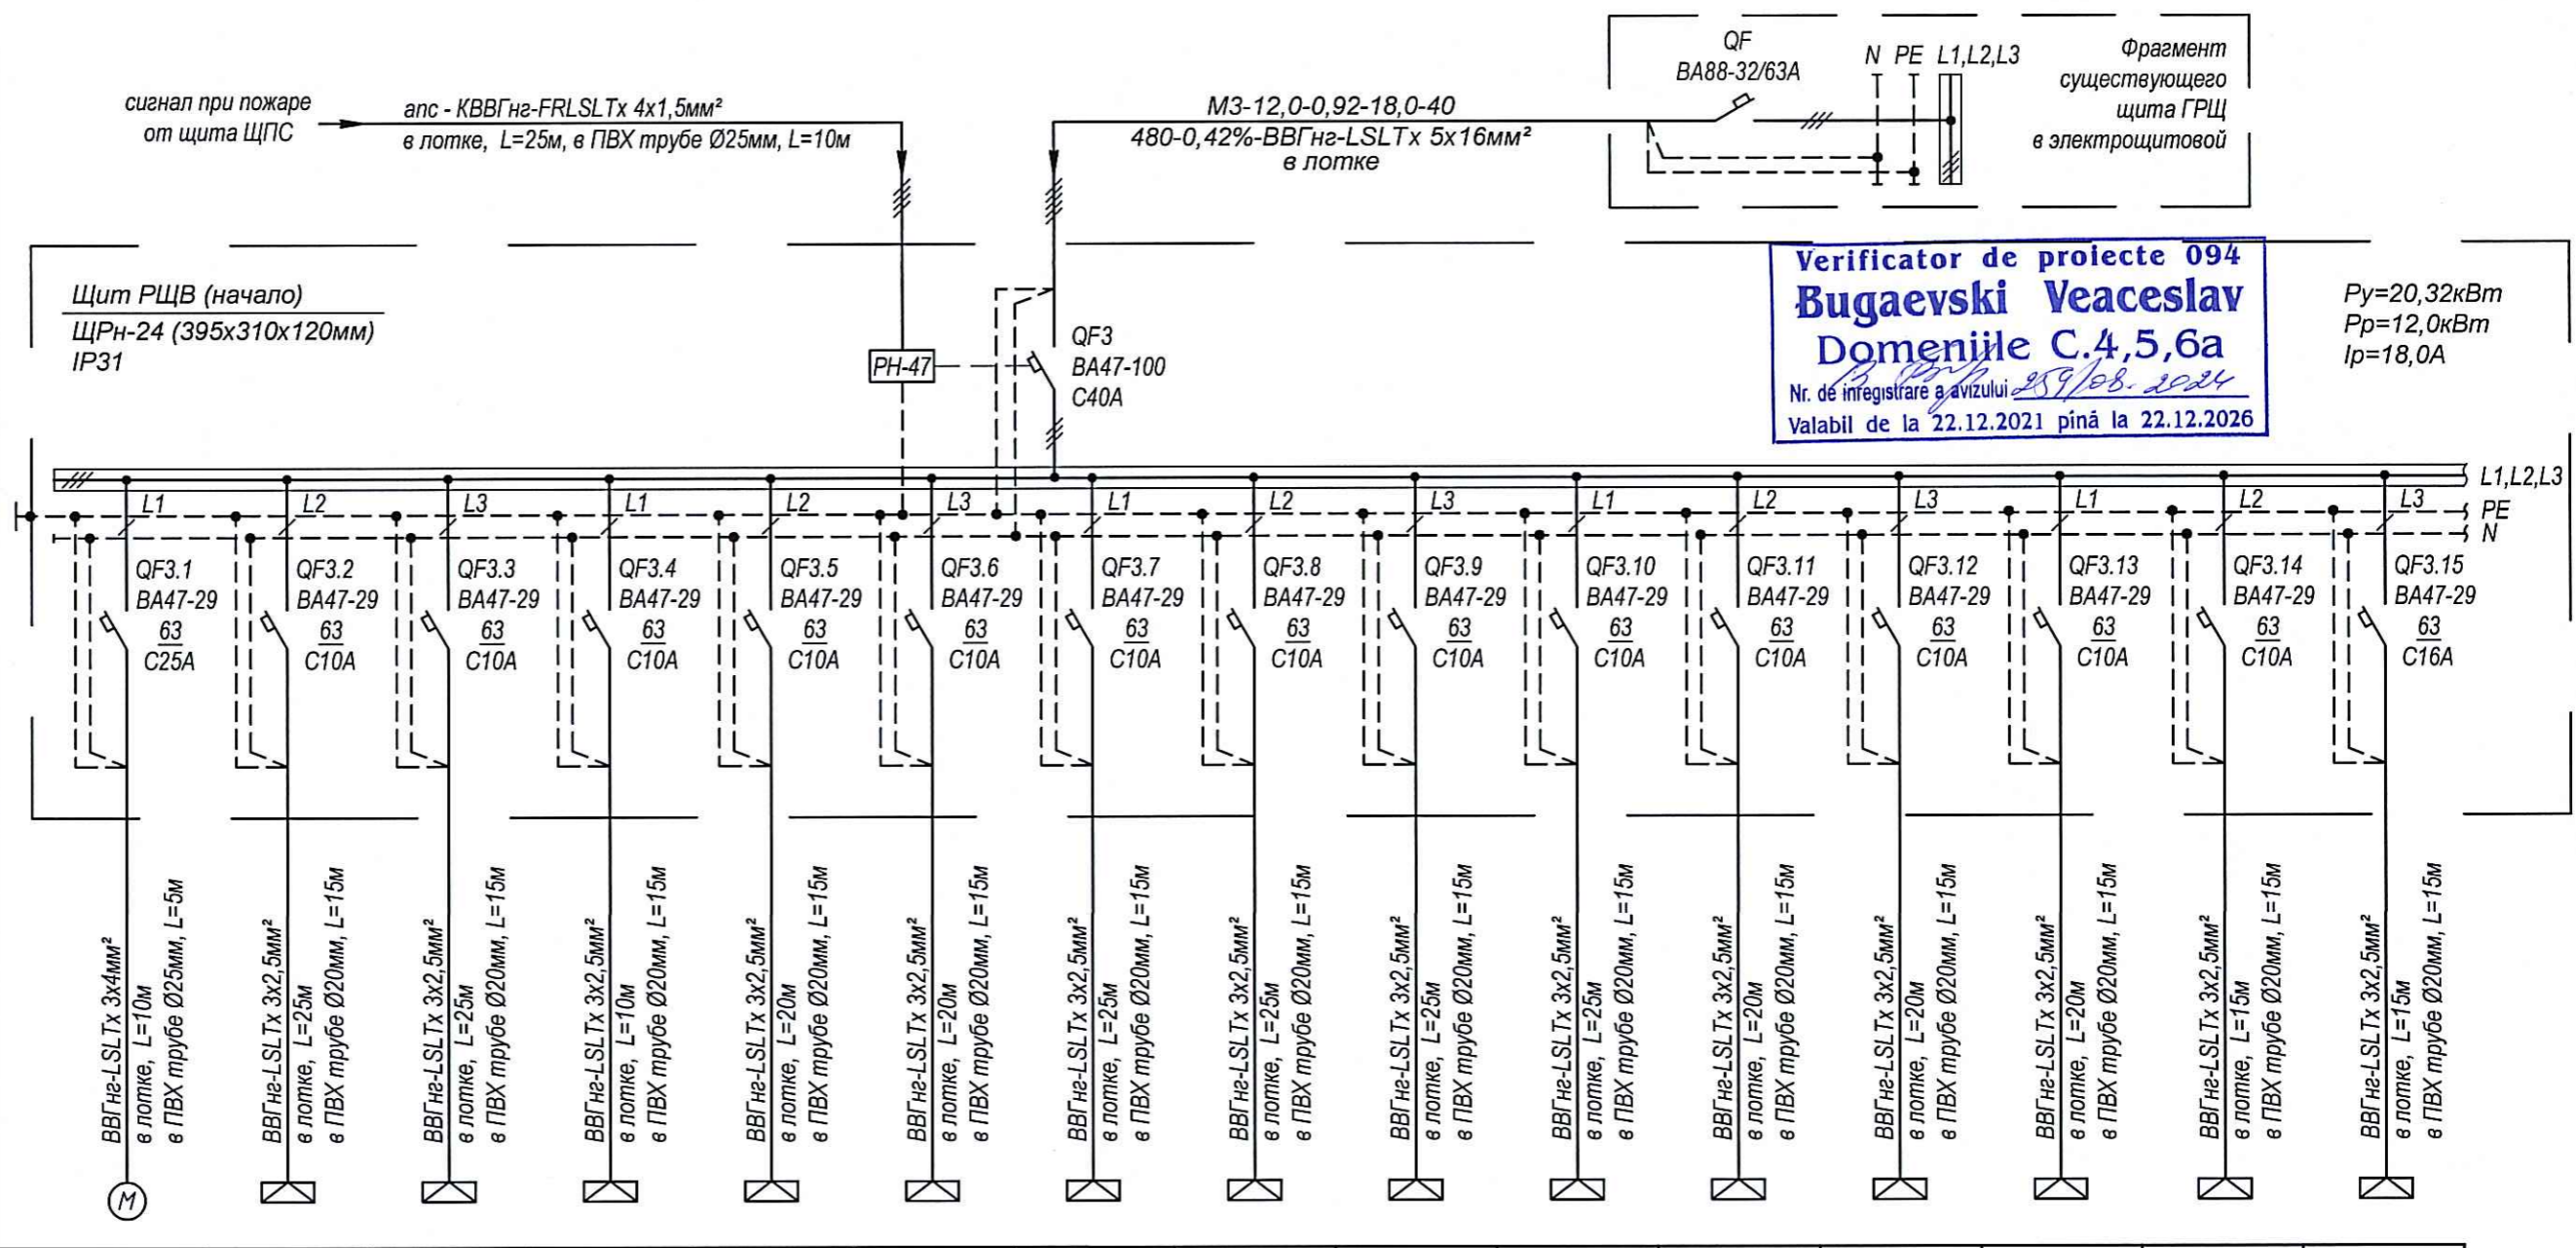 QF
ВА88-32/63А
N PE L1,L2,L3
Фрагмент
существующего
щита ГРЩ
в электрощитовой
сигнал при пожаре
от щита ЩПС
апс - КВВГнг-FRLSLTx 4х1,5мм²
в лотке, L=25м, в ПВХ трубе Ø25мм, L=10м
М3-12,0-0,92-18,0-40
480-0,42%-ВВГнг-LSLTx 5х16мм²
в лотке
Щит РЩВ (начало)
ЩРн-24 (395х310х120мм)
IP31
РН-47
QF3
ВА47-100
С40А
Verificator de proiecte 094
Bugaevski Veaceslav
Domeniile C.4,5,6a
Nr. de înregistrare a avizului 259/08.2024
Valabil de la 22.12.2021 pînă la 22.12.2026
Ру=20,32кВт
Рр=12,0кВт
Iр=18,0А
L1,L2,L3
PE
N
L1 L2 L3 L1 L2 L3 L1 L2 L3 L1 L2 L3 L1 L2 L3
QF3.1 QF3.2 QF3.3 QF3.4 QF3.5 QF3.6 QF3.7 QF3.8 QF3.9 QF3.10 QF3.11 QF3.12 QF3.13 QF3.14 QF3.15
ВА47-29 ВА47-29 ВА47-29 ВА47-29 ВА47-29 ВА47-29 ВА47-29 ВА47-29 ВА47-29 ВА47-29 ВА47-29 ВА47-29 ВА47-29 ВА47-29 ВА47-29
63 63 63 63 63 63 63 63 63 63 63 63 63 63 63
С25А С10А С10А С10А С10А С10А С10А С10А С10А С10А С10А С10А С10А С10А С16А
ВВГнг-LSLTx 3х4мм²
в лотке, L=10м
в ПВХ трубе Ø25мм, L=5м
ВВГнг-LSLTx 3х2,5мм²
в лотке, L=25м
в ПВХ трубе Ø20мм, L=15м
ВВГнг-LSLTx 3х2,5мм²
в лотке, L=25м
в ПВХ трубе Ø20мм, L=15м
ВВГнг-LSLTx 3х2,5мм²
в лотке, L=10м
в ПВХ трубе Ø20мм, L=15м
ВВГнг-LSLTx 3х2,5мм²
в лотке, L=20м
в ПВХ трубе Ø20мм, L=15м
ВВГнг-LSLTx 3х2,5мм²
в лотке, L=20м
в ПВХ трубе Ø20мм, L=15м
ВВГнг-LSLTx 3х2,5мм²
в лотке, L=25м
в ПВХ трубе Ø20мм, L=15м
ВВГнг-LSLTx 3х2,5мм²
в лотке, L=25м
в ПВХ трубе Ø20мм, L=15м
ВВГнг-LSLTx 3х2,5мм²
в лотке, L=25м
в ПВХ трубе Ø20мм, L=15м
ВВГнг-LSLTx 3х2,5мм²
в лотке, L=25м
в ПВХ трубе Ø20мм, L=15м
ВВГнг-LSLTx 3х2,5мм²
в лотке, L=20м
в ПВХ трубе Ø20мм, L=15м
ВВГнг-LSLTx 3х2,5мм²
в лотке, L=20м
в ПВХ трубе Ø20мм, L=15м
ВВГнг-LSLTx 3х2,5мм²
в лотке, L=20м
в ПВХ трубе Ø20мм, L=15м
ВВГнг-LSLTx 3х2,5мм²
в лотке, L=15м
в ПВХ трубе Ø20мм, L=15м
ВВГнг-LSLTx 3х2,5мм²
в лотке, L=15м
в ПВХ трубе Ø20мм, L=15м
М